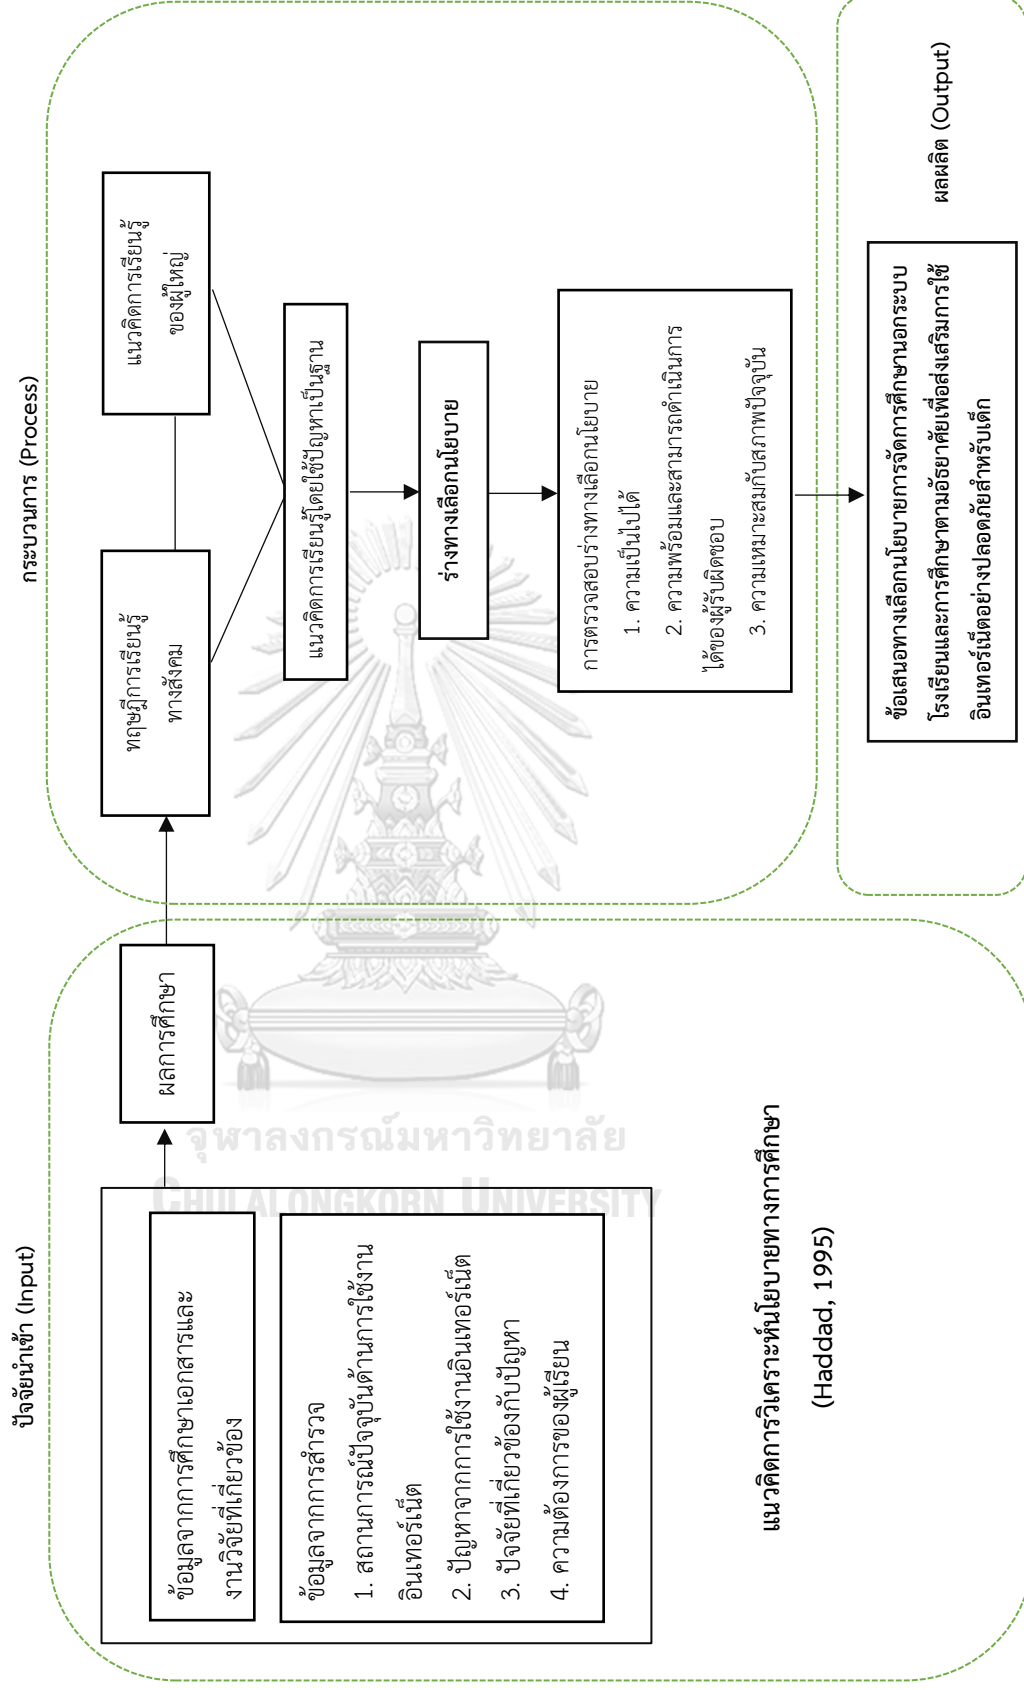 ปัจจัยนำเข้า (Input)
ข้อมูลจากการศึกษาเอกสารและ
งานวิจัยที่เกี่ยวข้อง
ข้อมูลจากการสำรวจ
1. สถานการณ์ปัจจุบันด้านการใช้งาน
อินเทอร์เน็ต
2. ปัญหาจากการใช้งานอินเทอร์เน็ต
3. ปัจจัยที่เกี่ยวข้องกับปัญหา
4. ความต้องการของผู้เรียน
ผลการศึกษา
แนวคิดการวิเคราะห์นโยบายทางการศึกษา
(Haddad, 1995)
กระบวนการ (Process)
ทฤษฎีการเรียนรู้
ทางสังคม
แนวคิดการเรียนรู้
ของผู้ใหญ่
แนวคิดการเรียนรู้โดยใช้ปัญหาเป็นฐาน
ร่างทางเลือกนโยบาย
การตรวจสอบร่างทางเลือกนโยบาย
1. ความเป็นไปได้
2. ความพร้อมและสามารถดำเนินการ
ได้ของผู้รับผิดชอบ
3. ความเหมาะสมกับสภาพปัจจุบัน
ผลผลิต (Output)
ข้อเสนอทางเลือกนโยบายการจัดการศึกษานอกระบบ
โรงเรียนและการศึกษาตามอัธยาศัยเพื่อส่งเสริมการใช้
อินเทอร์เน็ตอย่างปลอดภัยสำหรับเด็ก
จุฬาลงกรณ์มหาวิทยาลัย
CHULALONGKORN UNIVERSITY